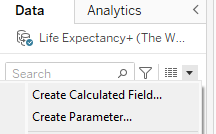 Data Analytics
Life Expectancy+ (The W...
Search
Create Calculated Field...
Create Parameter...